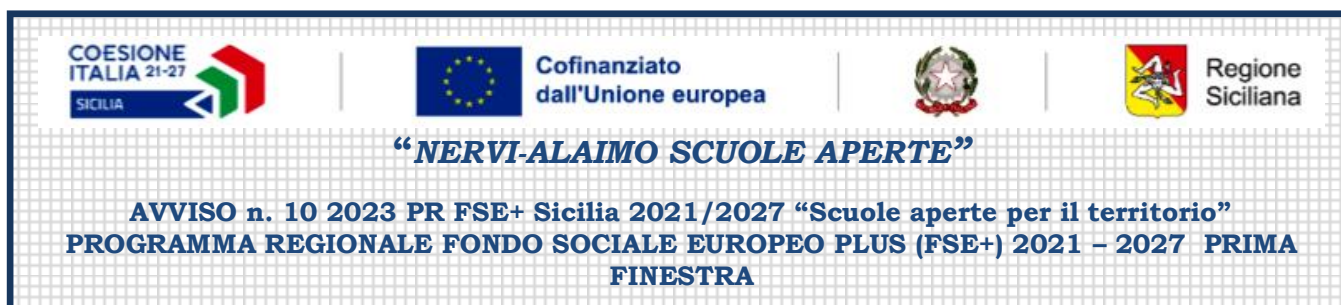 COESIONE
ITALIA 21-27
SICILIA
Cofinanziato
dall'Unione europea
Regione
Siciliana
“NERVI-ALAIMO SCUOLE APERTE”
AVVISO n. 10 2023 PR FSE+ Sicilia 2021/2027 “Scuole aperte per il territorio”
PROGRAMMA REGIONALE FONDO SOCIALE EUROPEO PLUS (FSE+) 2021 – 2027 PRIMA
FINESTRA